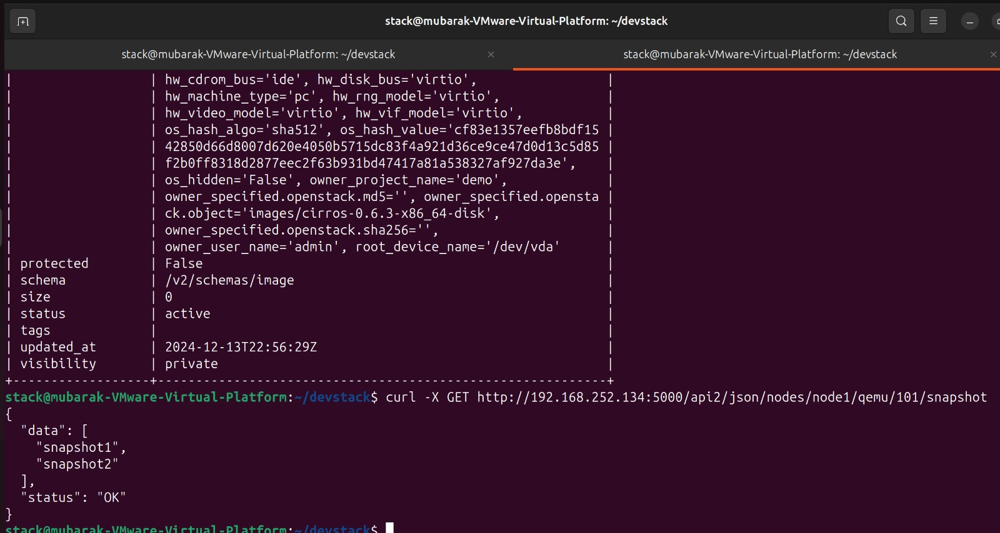 stack@mubarak-VMware-Virtual-Platform: ~/devstack
stack@mubarak-VMware-Virtual-Platform: ~/devstack × stack@mubarak-VMware-Virtual-Platform: ~/devstack ×
| | hw_cdrom_bus='ide', hw_disk_bus='virtio', |
| | hw_machine_type='pc', hw_rng_model='virtio', |
| | hw_video_model='virtio', hw_vif_model='virtio', |
| | os_hash_algo='sha512', os_hash_value='cf83e1357eefb8bdf15 |
| | 42850d66d8007d620e4050b5715dc83f4a921d36ce9ce47d0d13c5d85 |
| | f2b0ff8318d2877eec2f63b931bd47417a81a538327af927da3e', |
| | os_hidden='False', owner_project_name='demo', |
| | owner_specified.openstack.md5='', owner_specified.opensta |
| | ck.object='images/cirros-0.6.3-x86_64-disk', |
| | owner_specified.openstack.sha256='', |
| | owner_user_name='admin', root_device_name='/dev/vda' |
| protected | False |
| schema | /v2/schemas/image |
| size | 0 |
| status | active |
| tags | |
| updated_at | 2024-12-13T22:56:29Z |
| visibility | private |
+------------------+-----------------------------------------------------------+
stack@mubarak-VMware-Virtual-Platform:~/devstack$ curl -X GET http://192.168.252.134:5000/api2/json/nodes/node1/qemu/101/snapshot
{
  "data": [
    "snapshot1",
    "snapshot2"
  ],
  "status": "OK"
}
stack@mubarak-VMware-Virtual-Platform:~/devstack$